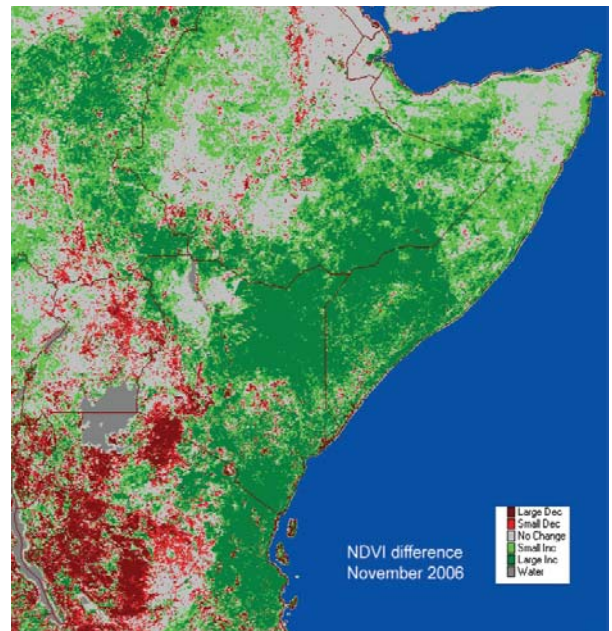 Large Dec
Small Dec
No Change
Small Inc
Large Inc
Water
NDVI difference
November 2006